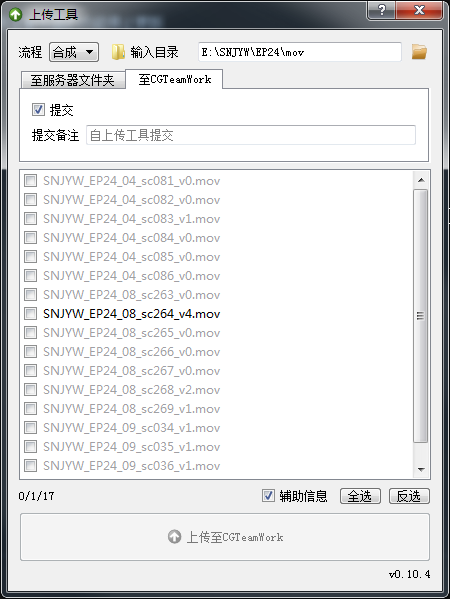 上传工具
流程 合成 输入目录 E:\SNJYW\EP24\mov
至服务器文件夹 至CGTeamWork
提交
提交备注 自上传工具提交
SNJYW_EP24_04_sc081_v0.mov
SNJYW_EP24_04_sc082_v0.mov
SNJYW_EP24_04_sc083_v1.mov
SNJYW_EP24_04_sc084_v0.mov
SNJYW_EP24_04_sc085_v0.mov
SNJYW_EP24_04_sc086_v0.mov
SNJYW_EP24_08_sc263_v0.mov
SNJYW_EP24_08_sc264_v4.mov
SNJYW_EP24_08_sc265_v0.mov
SNJYW_EP24_08_sc266_v0.mov
SNJYW_EP24_08_sc267_v0.mov
SNJYW_EP24_08_sc268_v2.mov
SNJYW_EP24_08_sc269_v1.mov
SNJYW_EP24_09_sc034_v1.mov
SNJYW_EP24_09_sc035_v1.mov
SNJYW_EP24_09_sc036_v1.mov
0/1/17 辅助信息 全选 反选
上传至CGTeamWork
v0.10.4